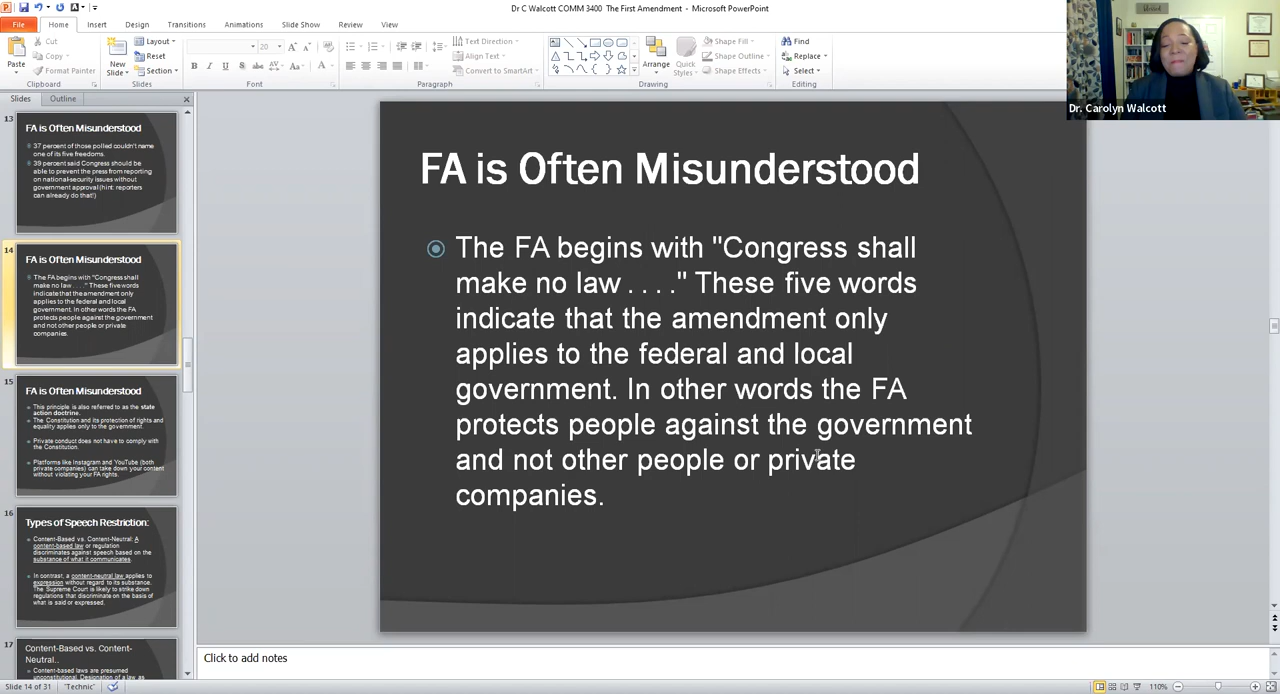 Dr C Walcott COMM 3400 The First Amendment - Microsoft PowerPoint
File Home Insert Design Transitions Animations Slide Show Review View
Cut
Copy
Format Painter
Paste
Clipboard
New
Slide
Layout
Reset
Section
Slides
20
Font
Paragraph
Text Direction
Align Text
Convert to SmartArt
Arrange
Quick
Styles
Shape Fill
Shape Outline
Shape Effects
Drawing
Find
Replace
Select
Editing
Dr. Carolyn Walcott
Slides Outline
13
FA is Often Misunderstood
37 percent of those polled couldn't name
one of its five freedoms.
39 percent said Congress should be
able to prevent the press from reporting
on national-security issues without
government approval (hint: reporters
can already do that!)
14
FA is Often Misunderstood
The FA begins with "Congress shall
make no law . . . ." These five words
indicate that the amendment only
applies to the federal and local
government. In other words the FA
protects people against the government
and not other people or private
companies.
15
FA is Often Misunderstood
This principle is also referred to as the state
action doctrine.
The Constitution and its protection of rights and
equality applies only to the government.
Private conduct does not have to comply with
the Constitution.
Platforms like Instagram and YouTube (both
private companies) can take down your content
without violating your FA rights.
16
Types of Speech Restriction:
Content-Based vs. Content-Neutral: A
content-based law or regulation
discriminates against speech based on the
substance of what it communicates.
In contrast, a content-neutral law applies to
expression without regard to its substance.
The Supreme Court is likely to strike down
regulations that discriminate on the basis of
what is said or expressed.
17
Content-Based vs. Content-
Neutral..
Content-based laws are presumed
unconstitutional. Designation of a law as
FA is Often Misunderstood
The FA begins with "Congress shall
make no law . . . ." These five words
indicate that the amendment only
applies to the federal and local
government. In other words the FA
protects people against the government
and not other people or private
companies.
Click to add notes
Slide 14 of 31 'Technic' 110%